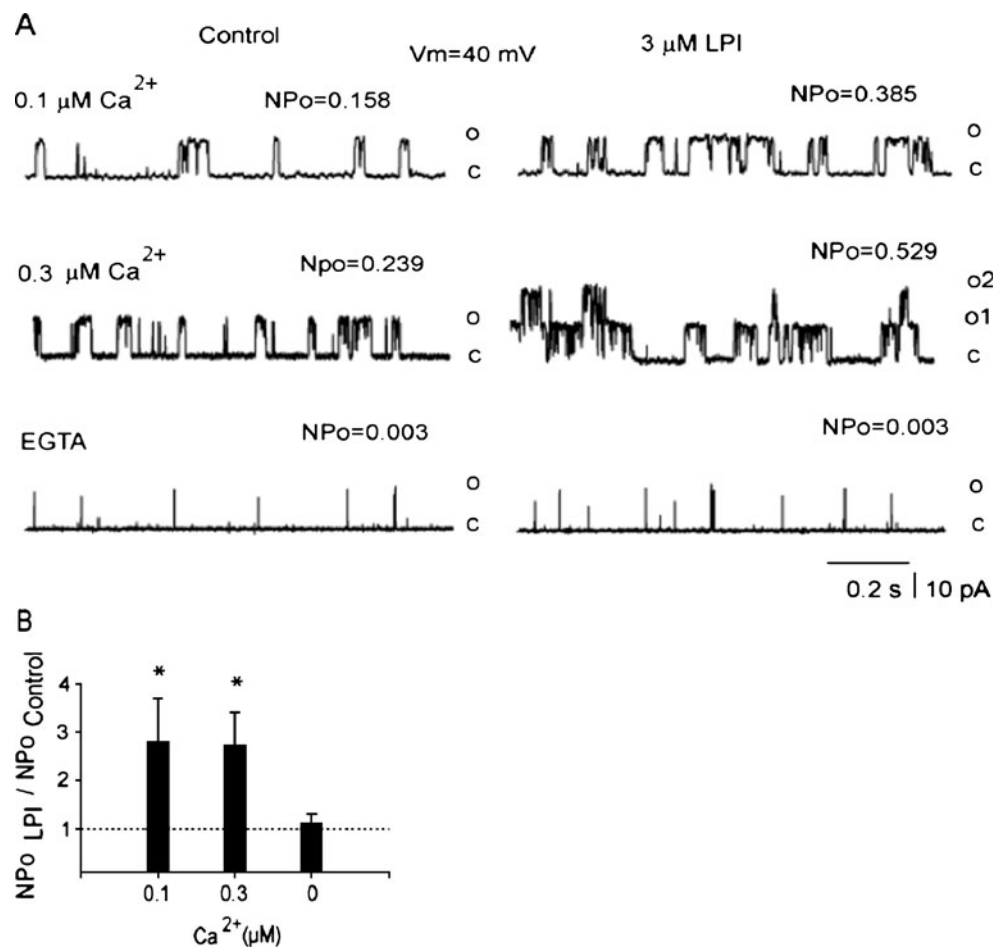 A
Control
Vm=40 mV
3 µM LPI
0.1 µM Ca²⁺
NPo=0.158
o
c
NPo=0.385
o
c
0.3 µM Ca²⁺
Npo=0.239
o
c
NPo=0.529
o2
o1
c
EGTA
NPo=0.003
o
c
NPo=0.003
o
c
0.2 s
10 pA
B
NPo LPI / NPo Control
4
*
*
3
2
1
0.1
0.3
0
Ca²⁺(µM)